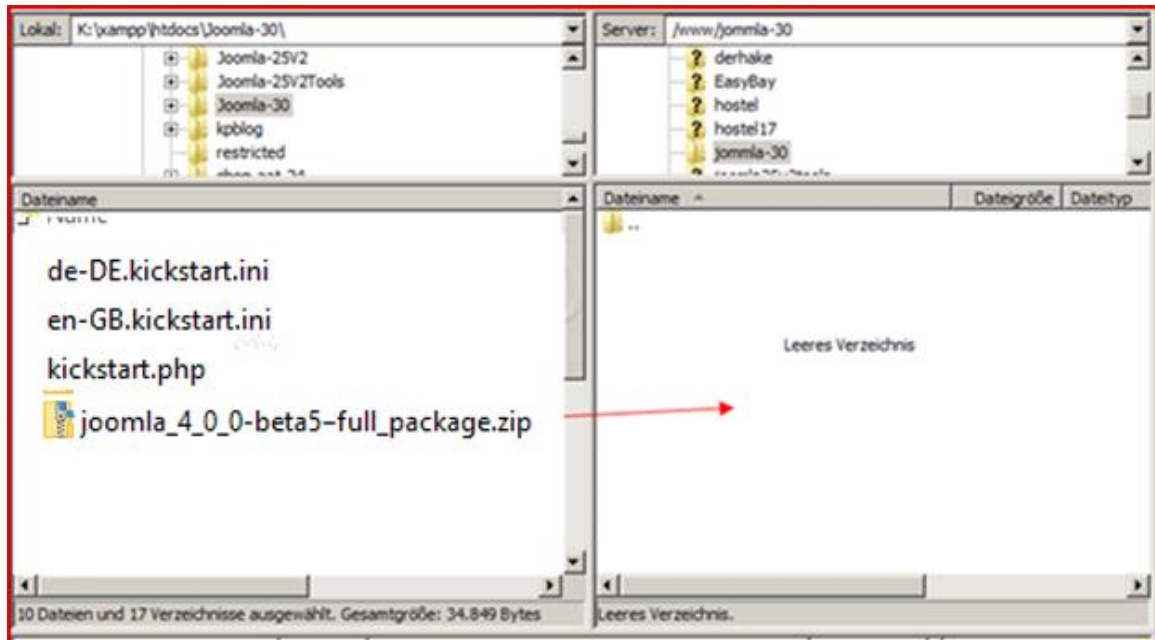 Lokal: K:\xampp\htdocs\Joomla-30\
Joomla-25V2
Joomla-25V2Tools
Joomla-30
kpblog
restricted
Dateiname
Name
de-DE.kickstart.ini
en-GB.kickstart.ini
kickstart.php
joomla_4_0_0-beta5–full_package.zip
10 Dateien und 17 Verzeichnisse ausgewählt. Gesamtgröße: 34.849 Bytes
Server: /www/jommla-30
derhake
EasyBay
hostel
hostel17
jommla-30
Dateiname Dateigröße Dateityp
..
Leeres Verzeichnis
Leeres Verzeichnis.